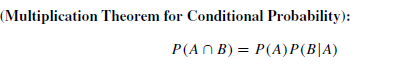 (Multiplication Theorem for Conditional Probability):
P(A ∩ B) = P(A)P(B|A)